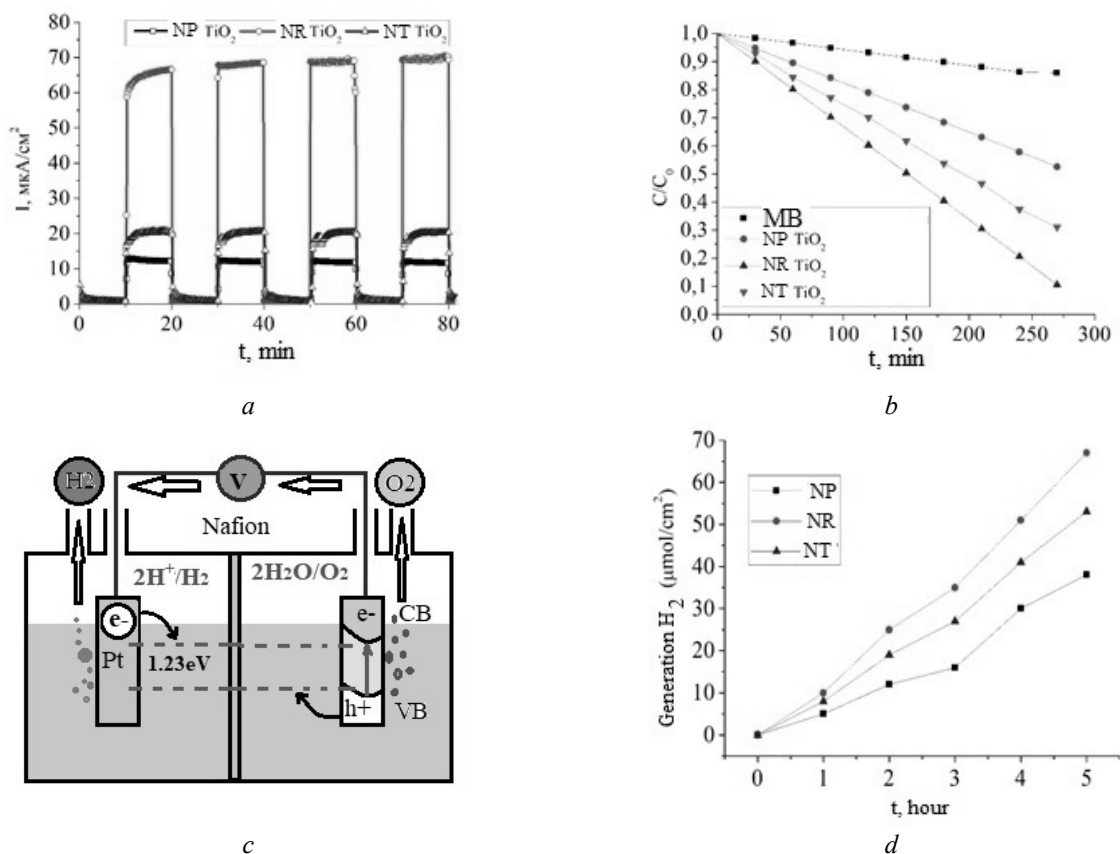 NP TiO₂ NR TiO₂ NT TiO₂
80
70
60
50
40
30
20
10
0
I, мкА/см²
0 20 40 60 80
t, min
a
1,0
0,9
0,8
0,7
0,6
0,5
0,4
0,3
0,2
0,1
0,0
C/C₀
MB
NP TiO₂
NR TiO₂
NT TiO₂
0 50 100 150 200 250 300
t, min
b
H2 V O2
Nafion
2H⁺/H₂ 2H₂O/O₂
e- e- CB
Pt 1.23eV
h+ VB
c
70
60
50
40
30
20
10
0
Generation H₂ (μmol/cm²)
NP
NR
NT
0 1 2 3 4 5
t, hour
d